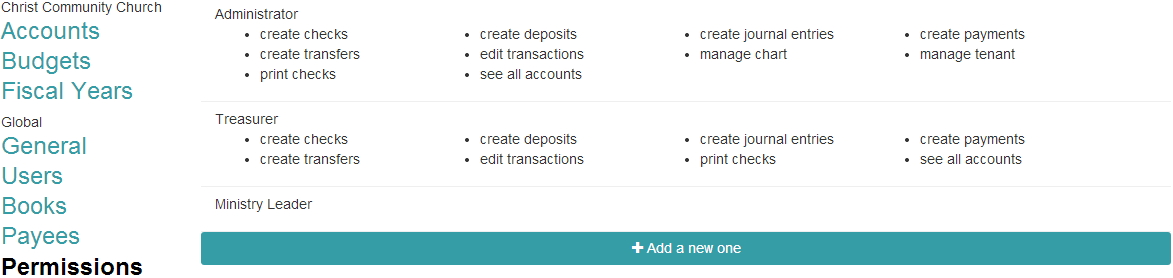 Christ Community Church
Accounts
Budgets
Fiscal Years
Global
General
Users
Books
Payees
Permissions
Administrator
• create checks • create deposits • create journal entries • create payments
• create transfers • edit transactions • manage chart • manage tenant
• print checks • see all accounts
Treasurer
• create checks • create deposits • create journal entries • create payments
• create transfers • edit transactions • print checks • see all accounts
Ministry Leader
+ Add a new one